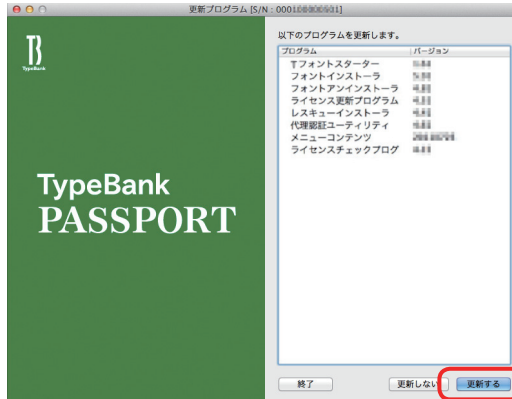 更新プログラム [S/N : 000
TB
TypeBank
TypeBank
PASSPORT
以下のプログラムを更新します。
プログラム バージョン
Tフォントスターター
フォントインストーラ
フォントアンインストーラ
ライセンス更新プログラム
レスキューインストーラ
代理認証ユーティリティ
メニューコンテンツ
ライセンスチェックプログ
終了 更新しない 更新する